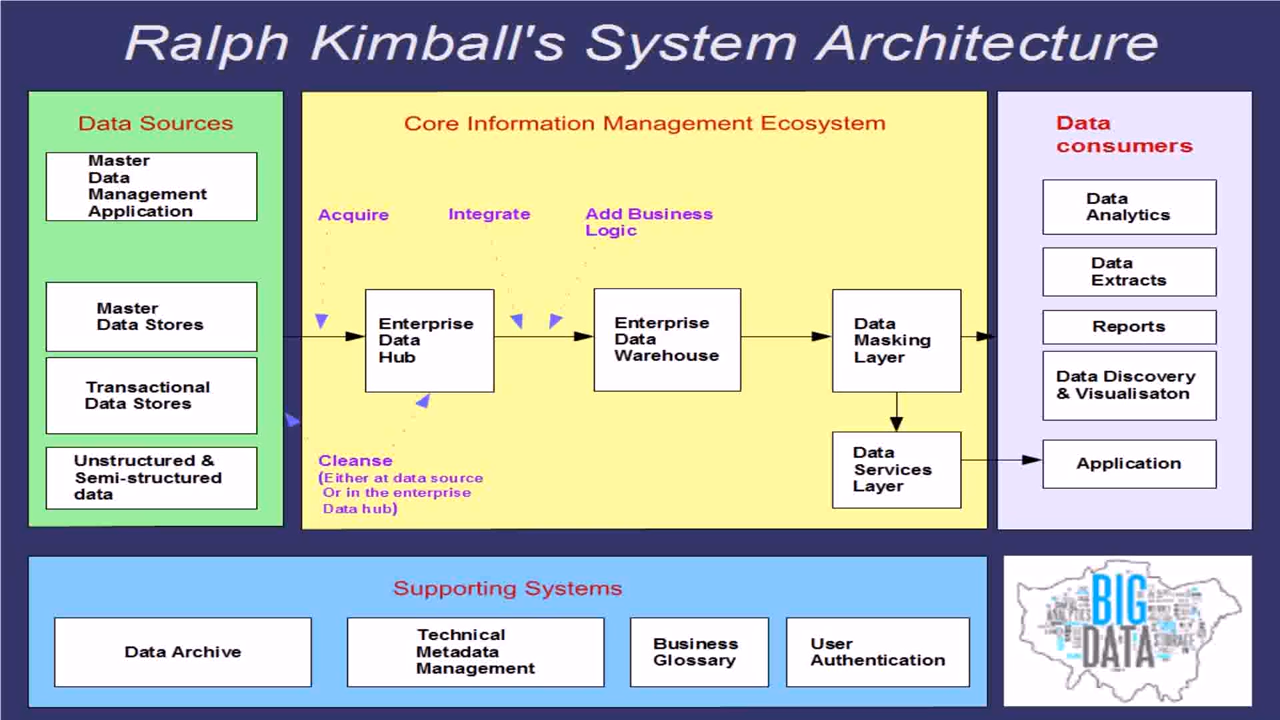 Ralph Kimball's System Architecture
Data Sources
Master
Data
Management
Application
Master
Data Stores
Transactional
Data Stores
Unstructured &
Semi-structured
data
Core Information Management Ecosystem
Acquire
Integrate
Add Business
Logic
Enterprise
Data
Hub
Enterprise
Data
Warehouse
Data
Masking
Layer
Cleanse
(Either at data source
Or in the enterprise
Data hub)
Data
Services
Layer
Data
consumers
Data
Analytics
Data
Extracts
Reports
Data Discovery
& Visualisaton
Application
Supporting Systems
Data Archive
Technical
Metadata
Management
Business
Glossary
User
Authentication
BIG
DATA